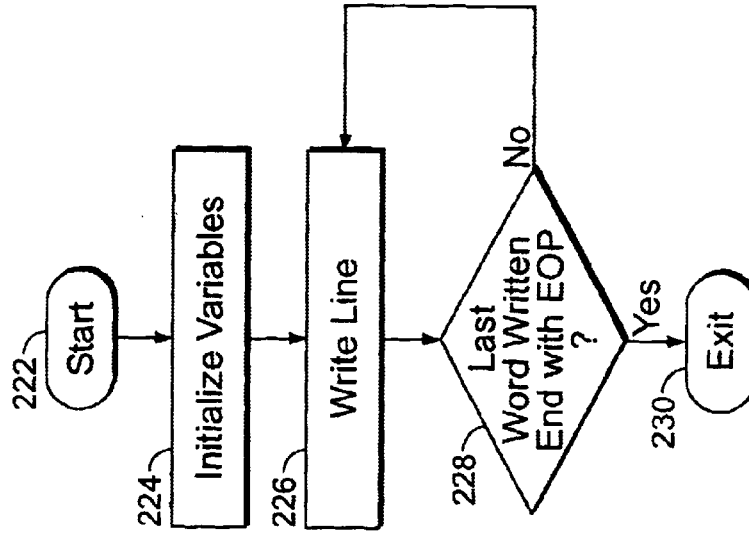 222
Start
224
Initialize Variables
226
Write Line
228
Last
Word Written
End with EOP
?
No
Yes
230
Exit